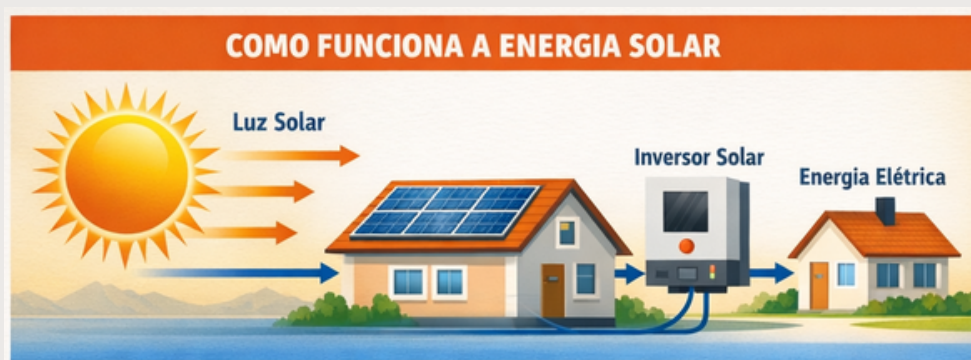 COMO FUNCIONA A ENERGIA SOLAR
Luz Solar
Inversor Solar
Energia Elétrica